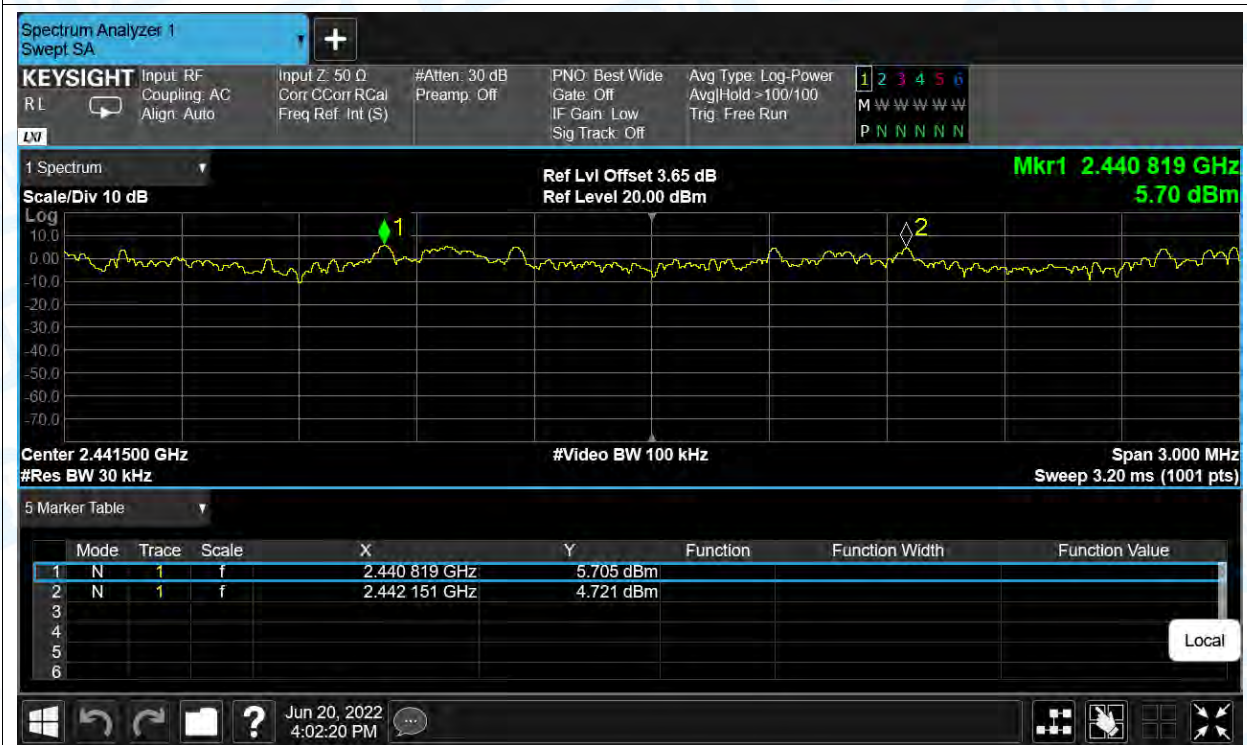 Spectrum Analyzer 1
Swept SA
+
KEYSIGHT Input: RF Input Z: 50 Ω #Atten: 30 dB PNO: Best Wide Avg Type: Log-Power 1 2 3 4 5 6
RL Coupling: AC Corr CCorr RCal Preamp: Off Gate: Off Avg|Hold >100/100 M W W W W W
Align: Auto Freq Ref: Int (S) IF Gain: Low Trig: Free Run
LXI Sig Track: Off P N N N N N
1 Spectrum Ref Lvl Offset 3.65 dB Mkr1 2.440 819 GHz
Scale/Div 10 dB Ref Level 20.00 dBm 5.70 dBm
Log
1 2
10.0
0.00
-10.0
-20.0
-30.0
-40.0
-50.0
-60.0
-70.0
Center 2.441500 GHz #Video BW 100 kHz Span 3.000 MHz
#Res BW 30 kHz Sweep 3.20 ms (1001 pts)
5 Marker Table
Mode Trace Scale X Y Function Function Width Function Value
1 N 1 f 2.440 819 GHz 5.705 dBm
2 N 1 f 2.442 151 GHz 4.721 dBm
3
4
5
6
Local
? Jun 20, 2022
4:02:20 PM